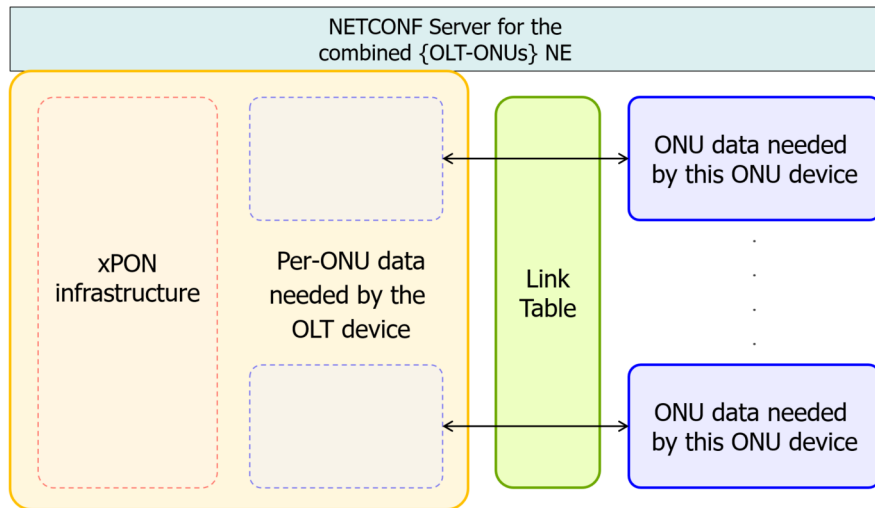 NETCONF Server for the
combined {OLT-ONUs} NE
xPON
infrastructure
Per-ONU data
needed by the
OLT device
Link
Table
ONU data needed
by this ONU device
ONU data needed
by this ONU device